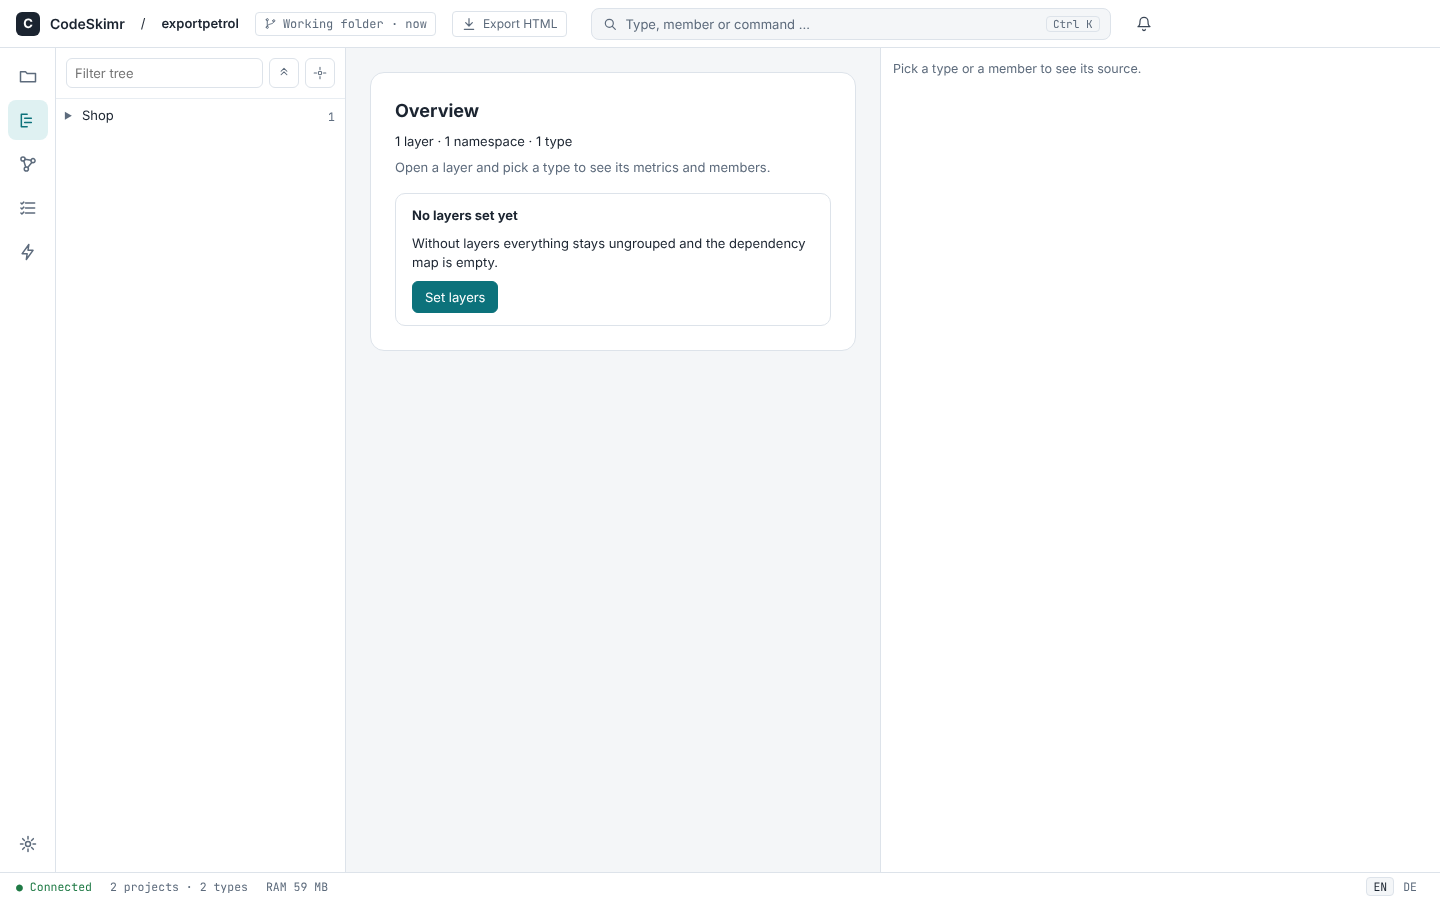 C CodeSkimr / exportpetrol Working folder · now Export HTML Type, member or command ... Ctrl K
Filter tree
Shop 1
Overview
1 layer · 1 namespace · 1 type
Open a layer and pick a type to see its metrics and members.
No layers set yet
Without layers everything stays ungrouped and the dependency
map is empty.
Set layers
Pick a type or a member to see its source.
Connected 2 projects · 2 types RAM 59 MB EN DE